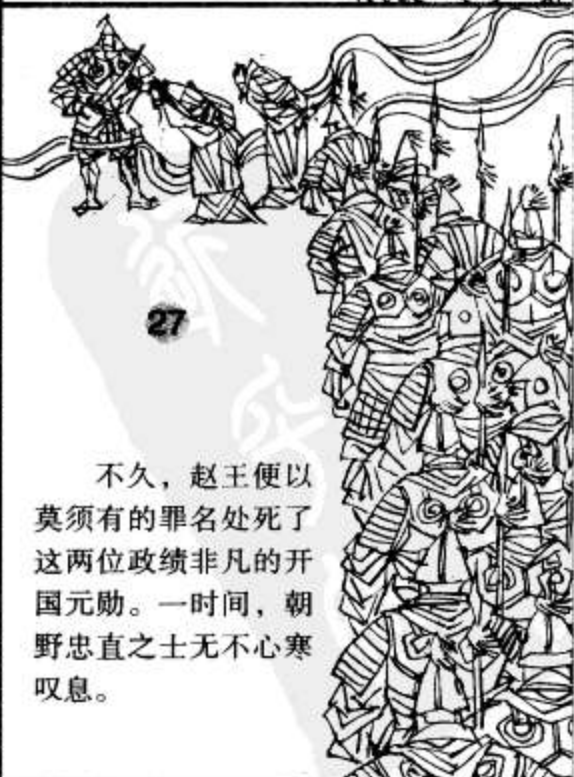 27
不久，赵王便以
莫须有的罪名处死了
这两位政绩非凡的开
国元勋。一时间，朝
野忠直之士无不心寒
叹息。